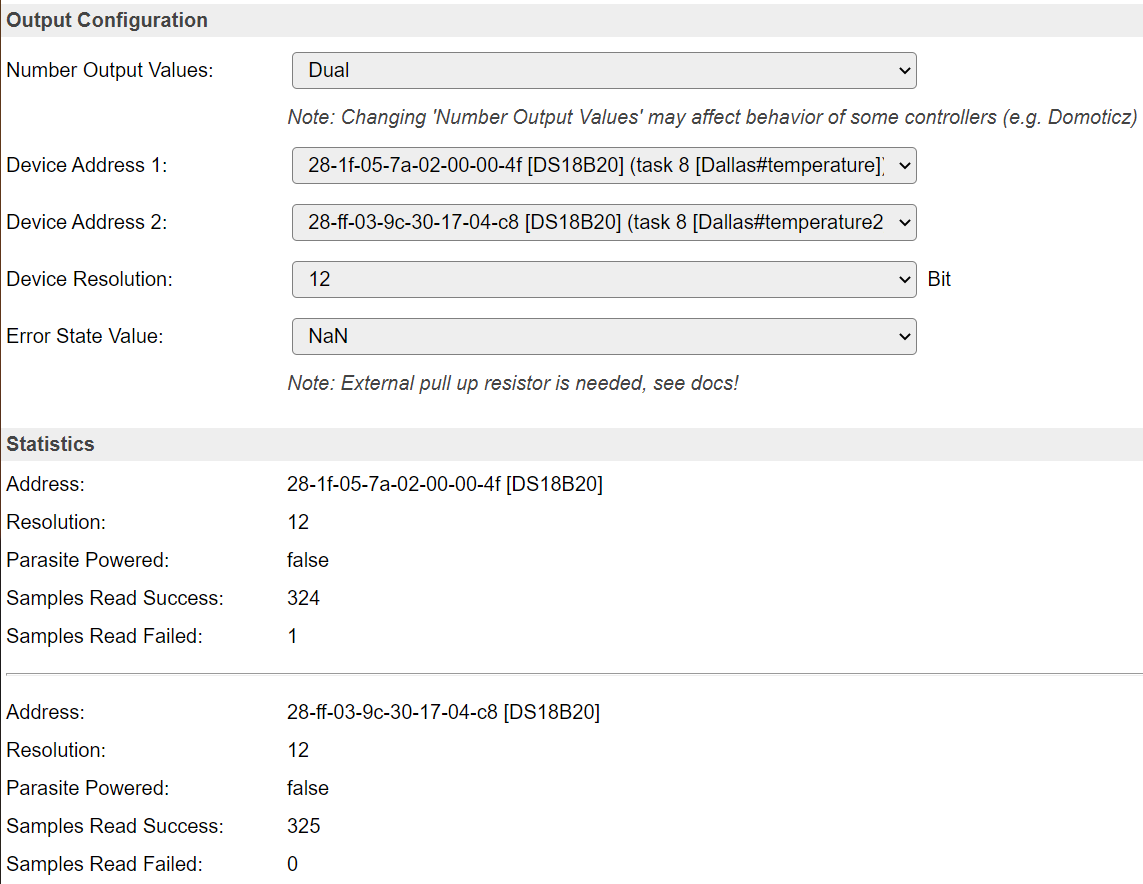 Output Configuration
Number Output Values: Dual
Note: Changing 'Number Output Values' may affect behavior of some controllers (e.g. Domoticz)
Device Address 1: 28-1f-05-7a-02-00-00-4f [DS18B20] (task 8 [Dallas#temperature])
Device Address 2: 28-ff-03-9c-30-17-04-c8 [DS18B20] (task 8 [Dallas#temperature2
Device Resolution: 12 Bit
Error State Value: NaN
Note: External pull up resistor is needed, see docs!
Statistics
Address: 28-1f-05-7a-02-00-00-4f [DS18B20]
Resolution: 12
Parasite Powered: false
Samples Read Success: 324
Samples Read Failed: 1
Address: 28-ff-03-9c-30-17-04-c8 [DS18B20]
Resolution: 12
Parasite Powered: false
Samples Read Success: 325
Samples Read Failed: 0